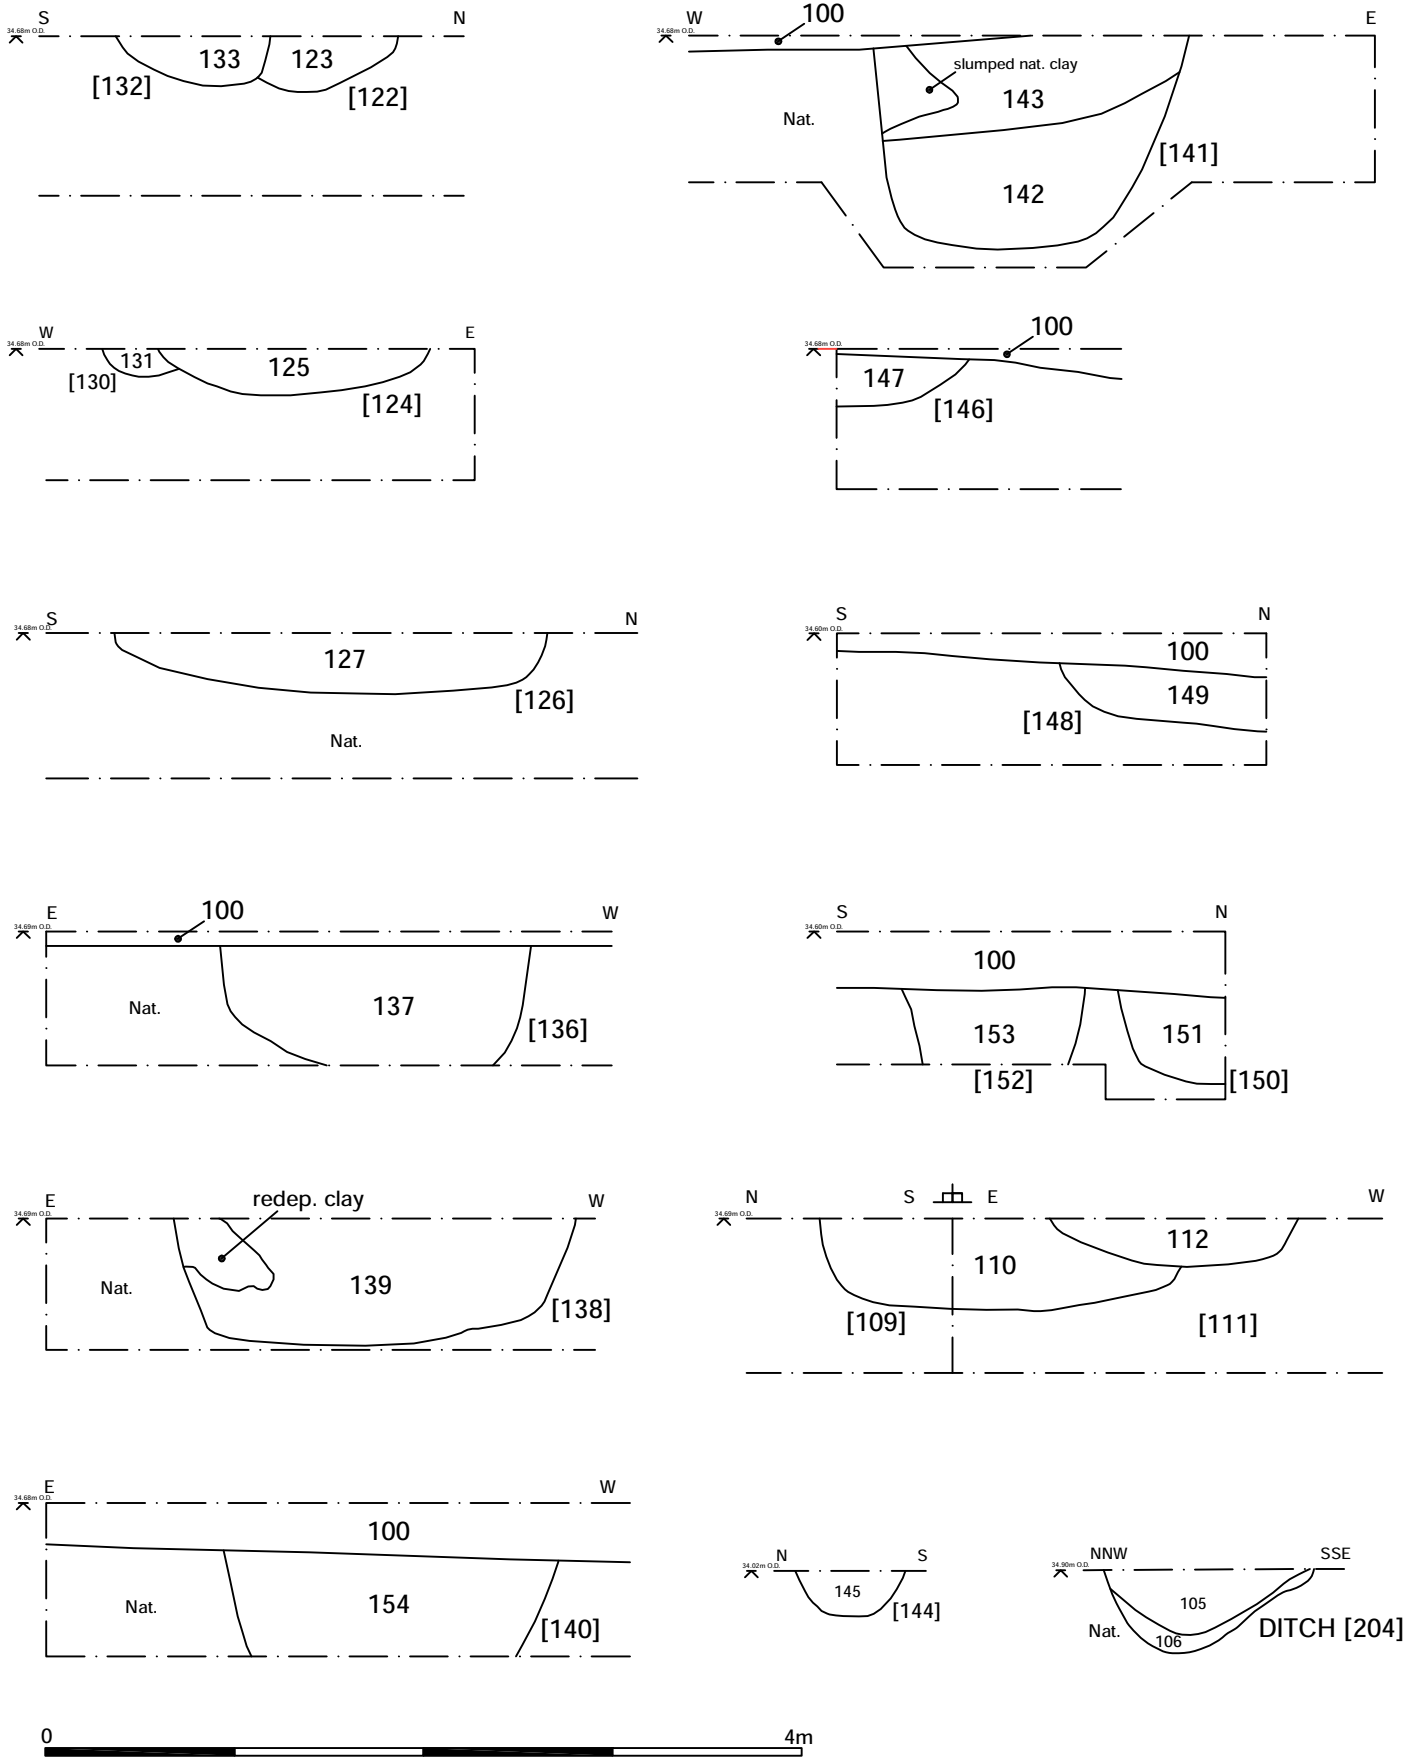 S N
34.68m O.D.
133 123
[132] [122]
W 100 E
34.68m O.D.
slumped nat. clay
143
Nat.
[141]
142
W E
34.68m O.D.
131 125
[130] [124]
100
34.68m O.D.
147
[146]
S N
34.68m O.D.
127
[126]
Nat.
S N
34.60m O.D.
100
149
[148]
E 100 W
34.69m O.D.
Nat. 137 [136]
S N
34.60m O.D.
100
153 151
[152] [150]
E redep. clay W
34.69m O.D.
Nat. 139 [138]
N S E W
34.69m O.D.
112
110
[109] [111]
E W
34.68m O.D.
100
Nat. 154 [140]
N S
34.02m O.D.
145 [144]
NNW SSE
34.90m O.D.
105
Nat. 106 DITCH [204]
0 4m